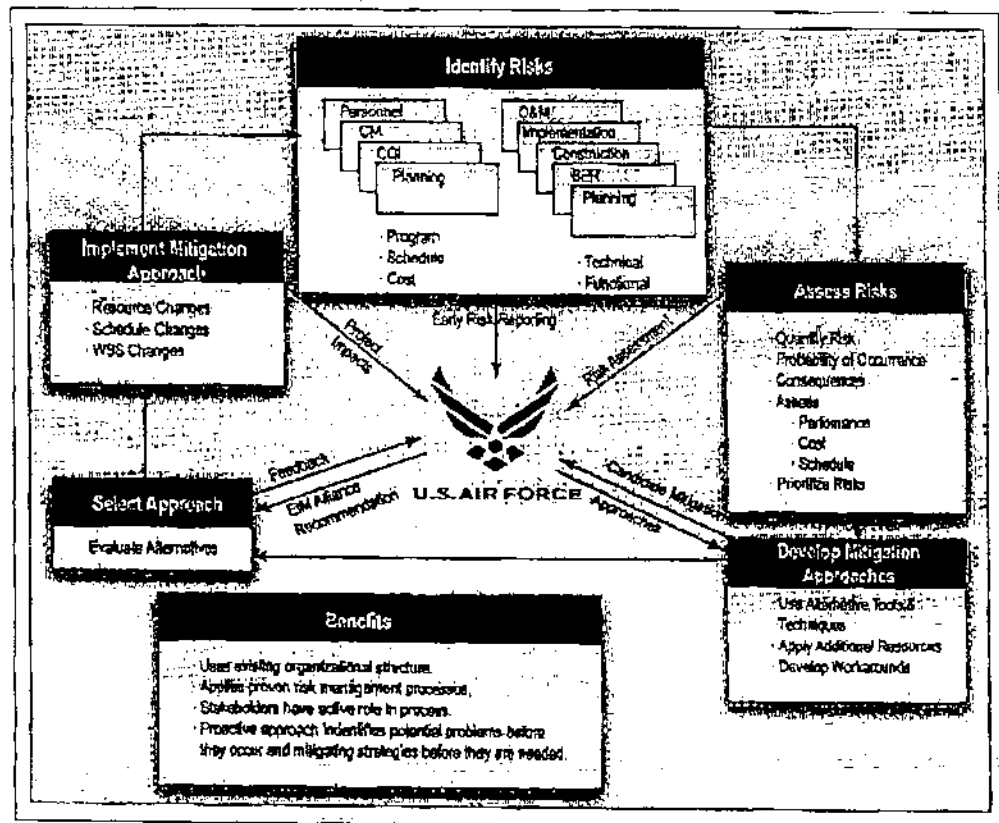 Identify Risks
Personnel
CM
CQI
Planning
O&M
Implementation
Construction
Planning
· Program
· Schedule
· Cost
· Technical
· Functional
Implement Mitigation
Approach
· Resource Changes
· Schedule Changes
· WBS Changes
Assess Risks
· Quantify Risk
· Probability of Occurrence
· Consequences
· Assess
· Performance
· Cost
· Schedule
· Prioritize Risks
Early Risk Reporting
Project
Impacts
Risk Assessment
U.S. AIR FORCE
Feedback
Alliance
Recommendation
Candidate Mitigation
Approaches
Select Approach
Evaluate Alternatives
Develop Mitigation
Approaches
· Use Alternative Tools &
Techniques
· Apply Additional Resources
· Develop Workarounds
Benefits
· Uses existing organizational structure.
· Applies proven risk management processes.
· Stakeholders have active role in process.
· Proactive approach indentifies potential problems before
they occur and mitigating strategies before they are needed.